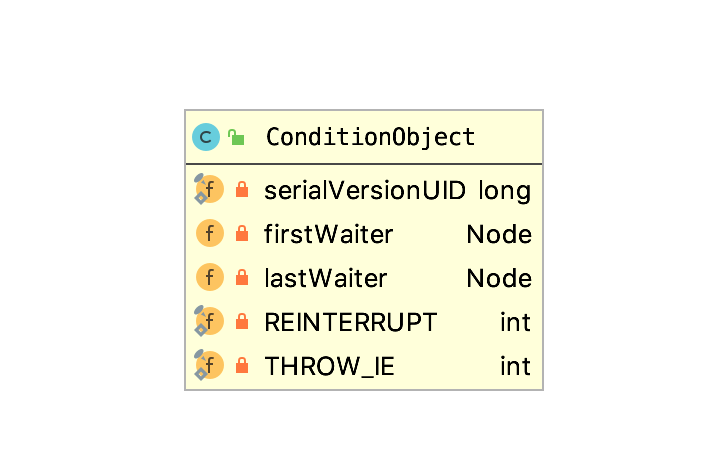 C ConditionObject
f serialVersionUID long
f firstWaiter Node
f lastWaiter Node
f REINTERRUPT int
f THROW_IE int